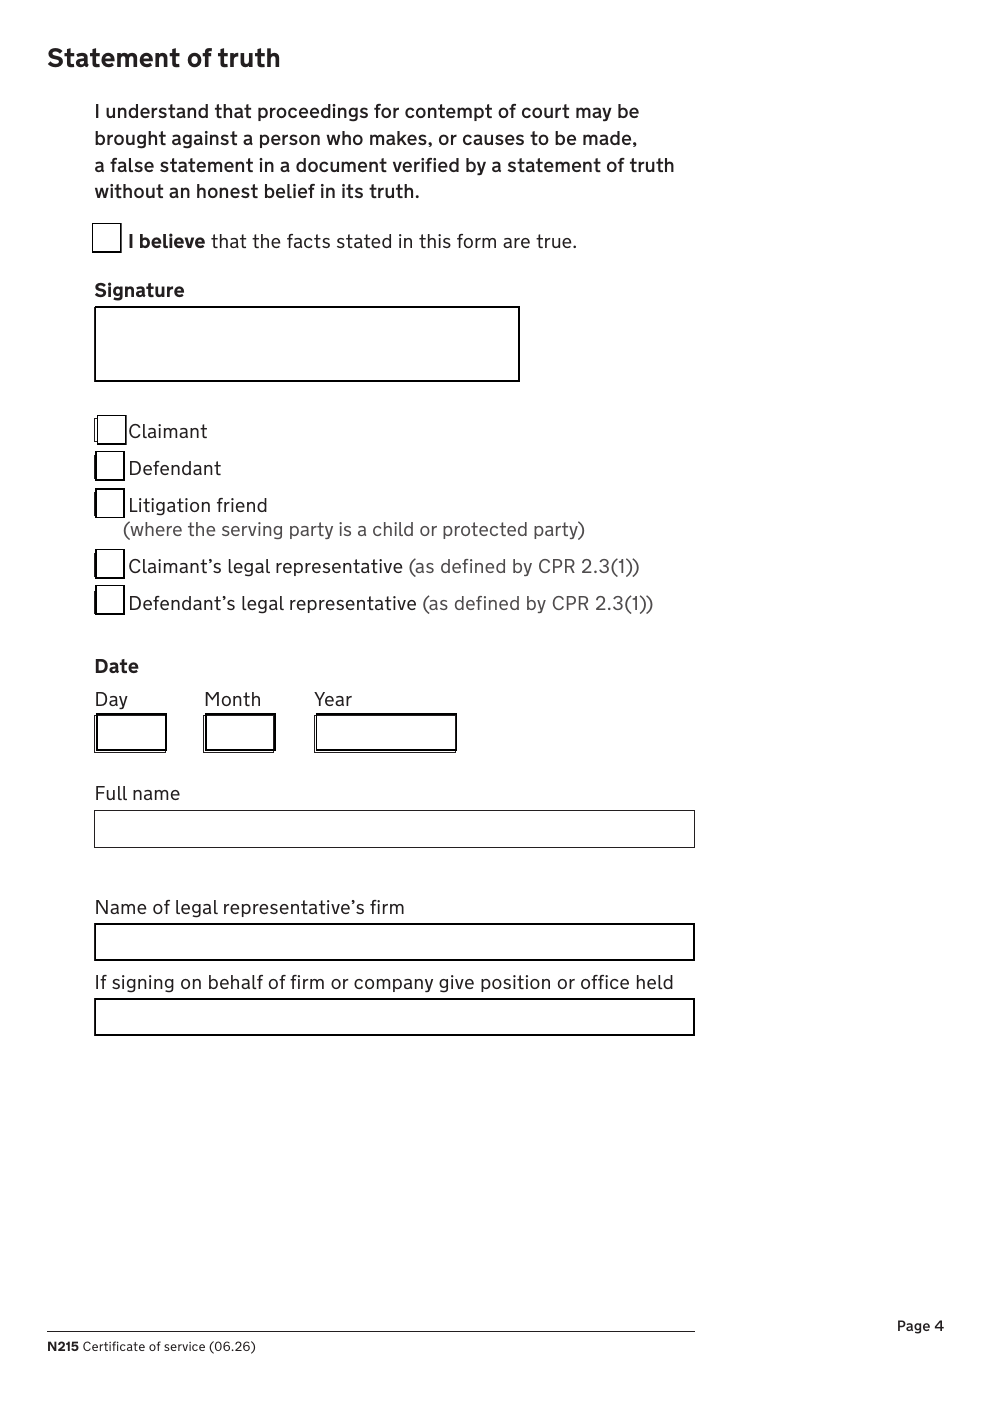 Statement of truth
I understand that proceedings for contempt of court may be
brought against a person who makes, or causes to be made,
a false statement in a document verified by a statement of truth
without an honest belief in its truth.
I believe that the facts stated in this form are true.
Signature
Claimant
Defendant
Litigation friend
(where the serving party is a child or protected party)
Claimant’s legal representative (as defined by CPR 2.3(1))
Defendant’s legal representative (as defined by CPR 2.3(1))
Date
Day Month Year
Full name
Name of legal representative’s firm
If signing on behalf of firm or company give position or office held
Page 4
N215 Certificate of service (06.26)